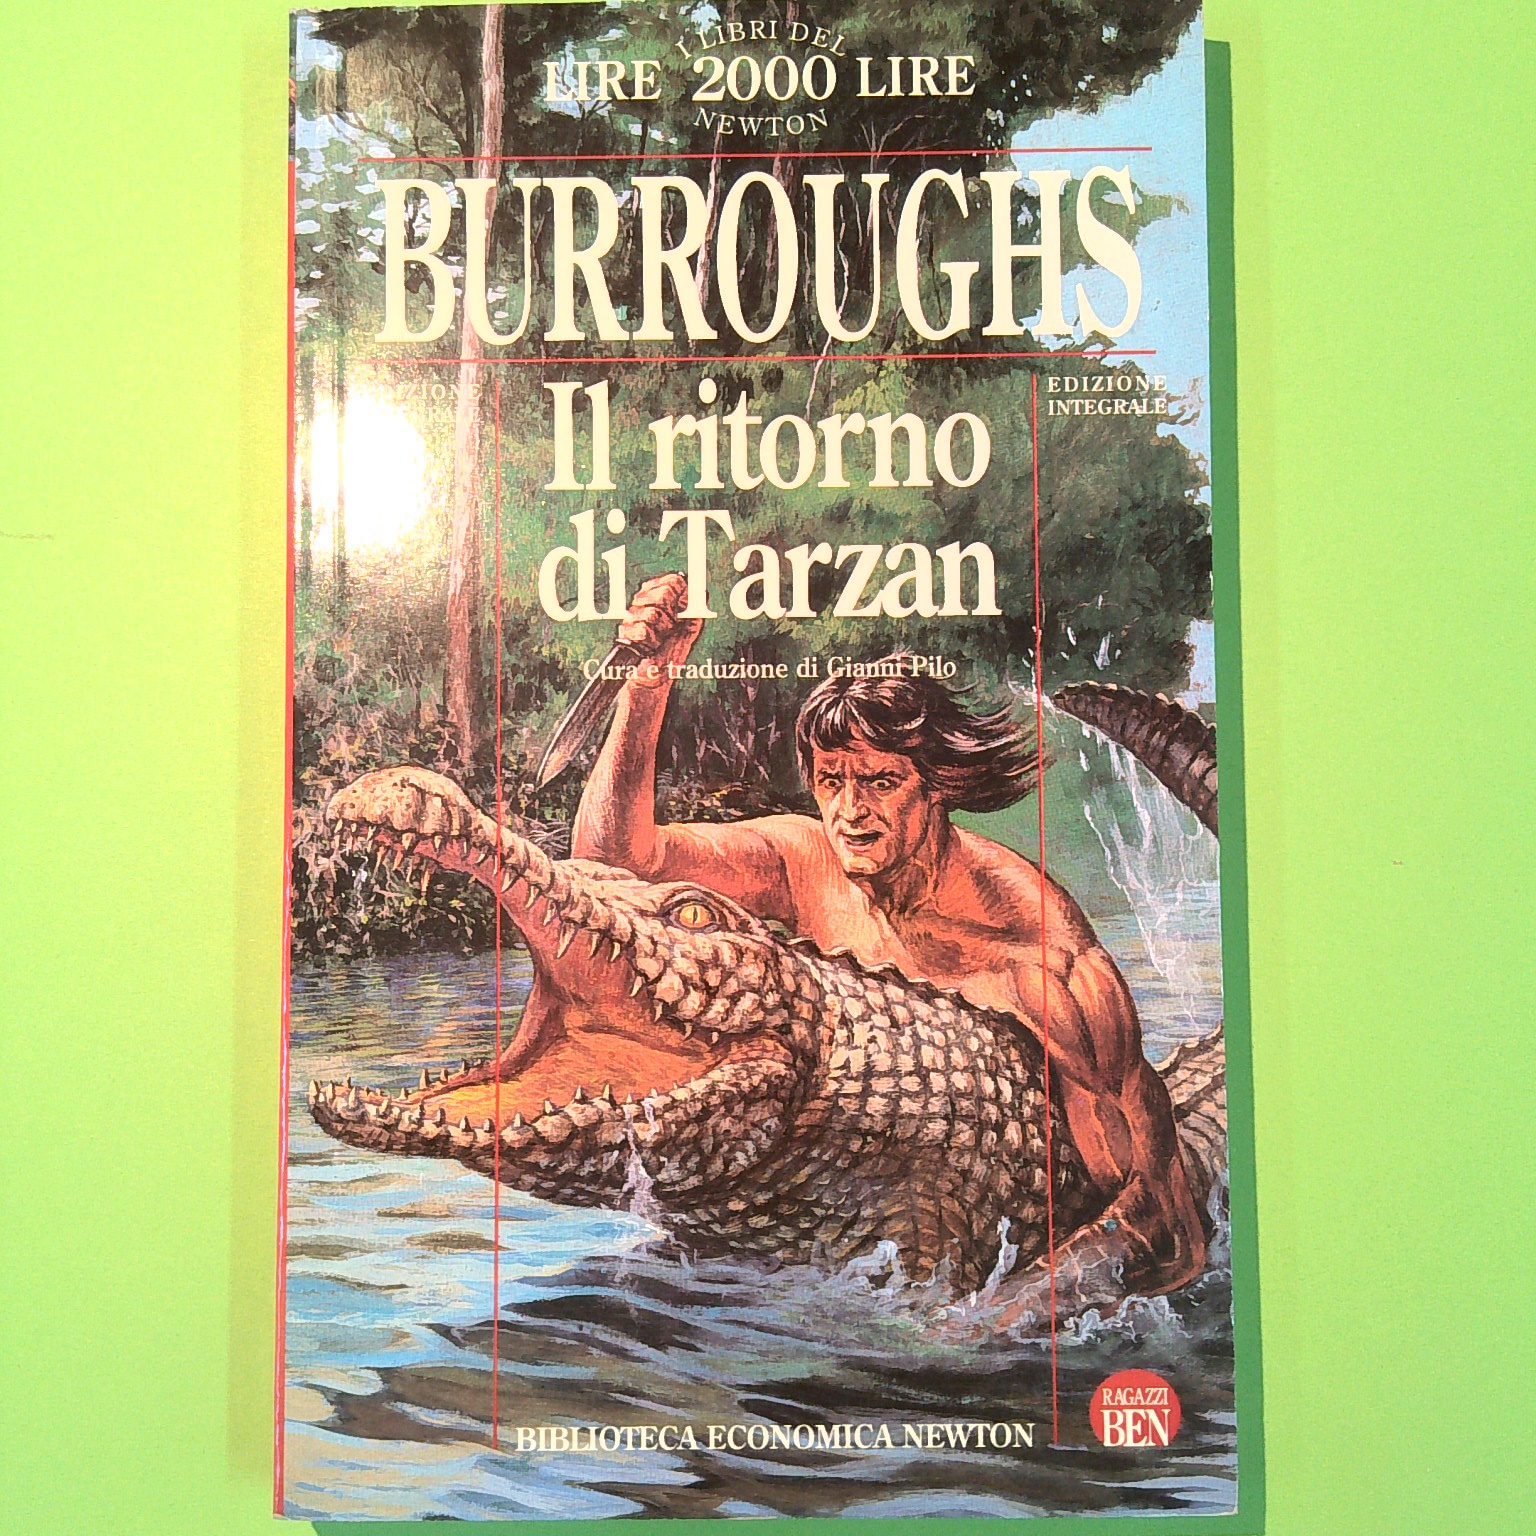 I LIBRI DEL
LIRE 2000 LIRE
NEWTON
BURROUGHS
EDIZIONE
INTEGRALE
Il ritorno
di Tarzan
Cura e traduzione di Gianni Pilo
RAGAZZI
BEN
BIBLIOTECA ECONOMICA NEWTON